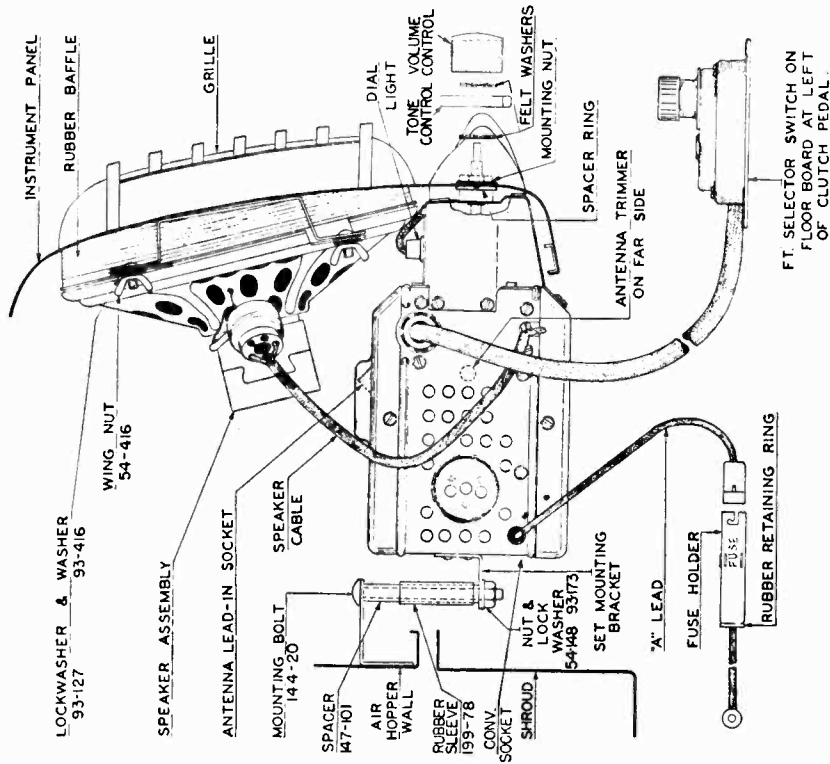 INSTRUMENT PANEL
RUBBER BAFFLE
GRILLE
DIAL
LIGHT
TONE VOLUME
CONTROL CONTROL
FELT WASHERS
MOUNTING NUT
SPACER RING
ANTENNA TRIMMER
ON FAR SIDE
FT. SELECTOR SWITCH ON
FLOOR BOARD AT LEFT
OF CLUTCH PEDAL.
LOCKWASHER & WASHER
93-127 93-416
WING NUT
54-416
SPEAKER ASSEMBLY
ANTENNA LEAD-IN SOCKET
SPEAKER
CABLE
MOUNTING BOLT
144-20
SPACER
147-101
AIR
HOPPER
WALL
RUBBER
SLEEVE
199-78
CONV.
SOCKET
SHROUD
NUT &
LOCK
WASHER
54-148 93-173
SET MOUNTING
BRACKET
"A" LEAD
FUSE HOLDER
FUSE
RUBBER RETAINING RING